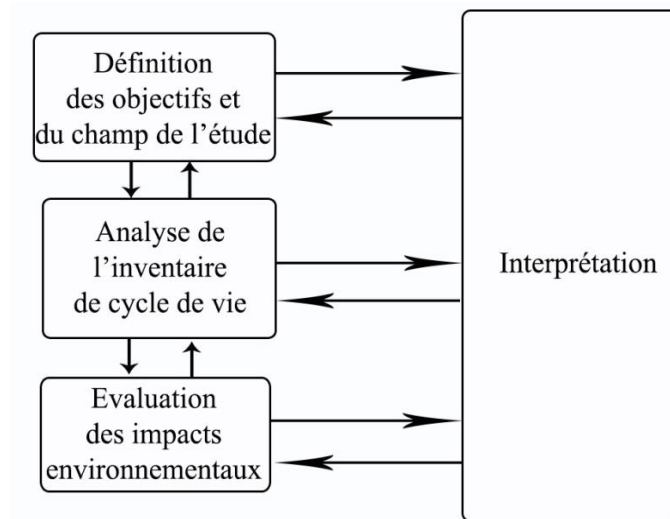 Définition
des objectifs et
du champ de l’étude
Analyse de
l’inventaire
de cycle de vie
Interprétation
Evaluation
des impacts
environnementaux